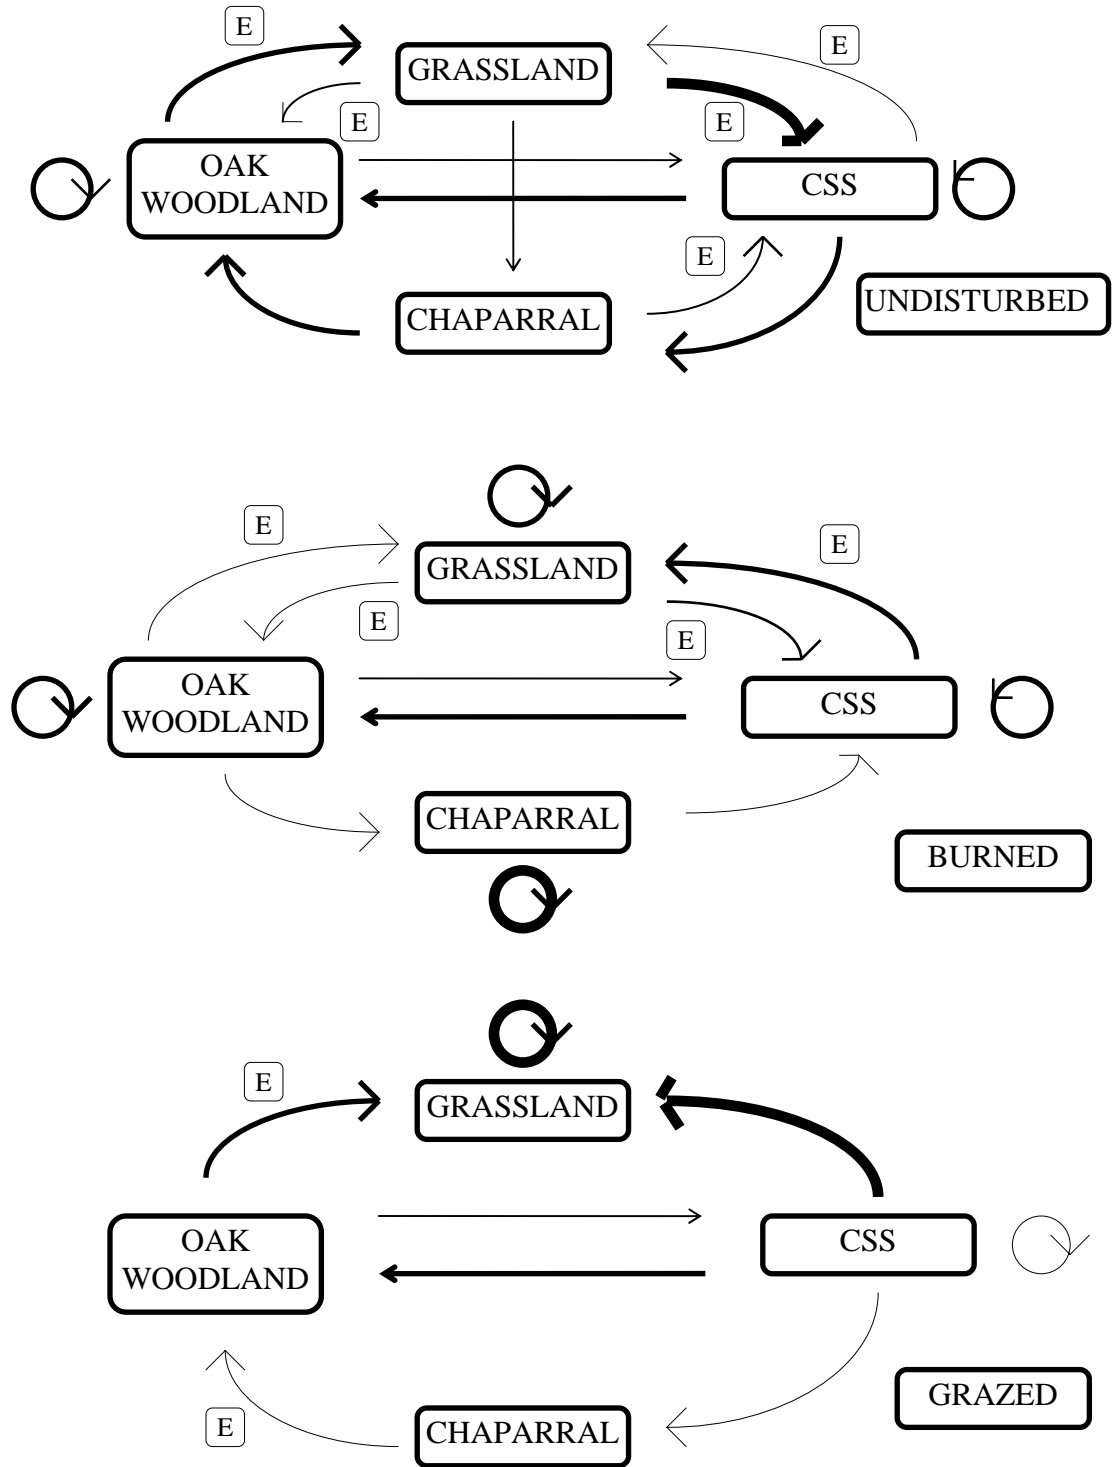 E
E
GRASSLAND
E
E
OAK
WOODLAND
CSS
E
UNDISTURBED
CHAPARRAL
E
E
GRASSLAND
E
E
OAK
WOODLAND
CSS
CHAPARRAL
BURNED
E
GRASSLAND
OAK
WOODLAND
CSS
GRAZED
E
CHAPARRAL